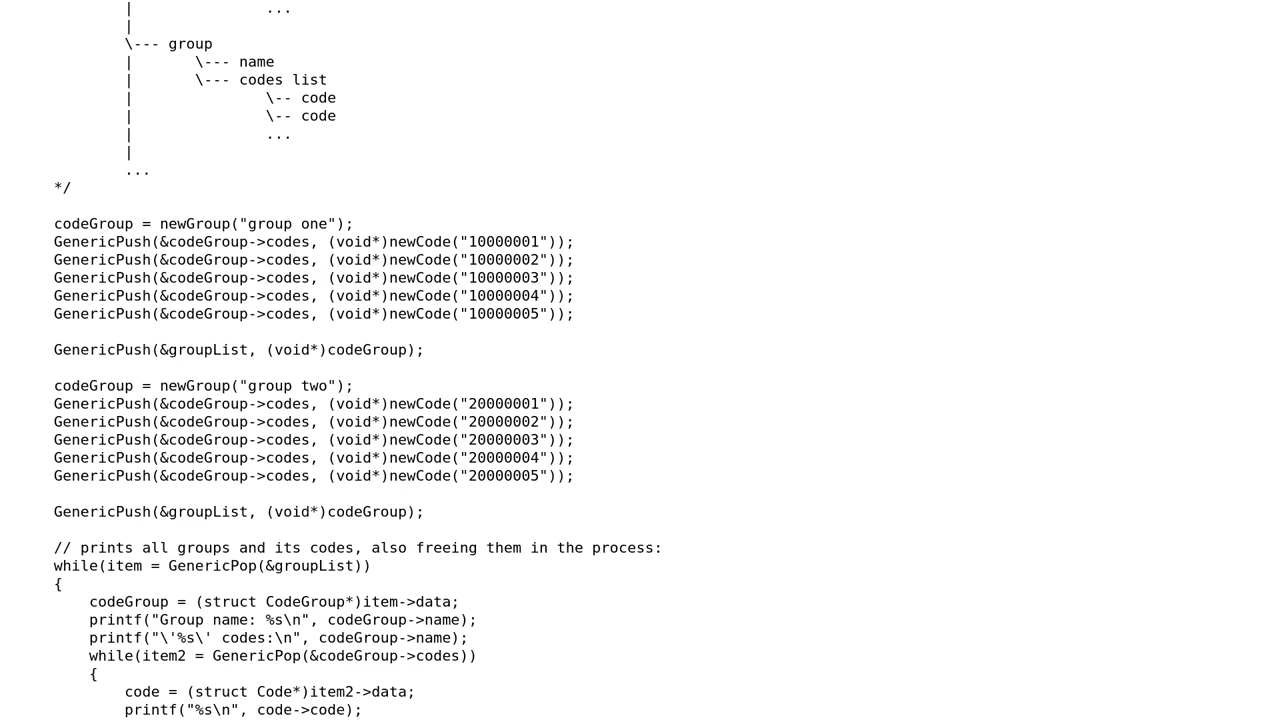 |               ...
        |
        \--- group
        |       \--- name
        |       \--- codes list
        |               \-- code
        |               \-- code
        |               ...
        |
        ...
*/

codeGroup = newGroup("group one");
GenericPush(&codeGroup->codes, (void*)newCode("10000001"));
GenericPush(&codeGroup->codes, (void*)newCode("10000002"));
GenericPush(&codeGroup->codes, (void*)newCode("10000003"));
GenericPush(&codeGroup->codes, (void*)newCode("10000004"));
GenericPush(&codeGroup->codes, (void*)newCode("10000005"));

GenericPush(&groupList, (void*)codeGroup);

codeGroup = newGroup("group two");
GenericPush(&codeGroup->codes, (void*)newCode("20000001"));
GenericPush(&codeGroup->codes, (void*)newCode("20000002"));
GenericPush(&codeGroup->codes, (void*)newCode("20000003"));
GenericPush(&codeGroup->codes, (void*)newCode("20000004"));
GenericPush(&codeGroup->codes, (void*)newCode("20000005"));

GenericPush(&groupList, (void*)codeGroup);

// prints all groups and its codes, also freeing them in the process:
while(item = GenericPop(&groupList))
{
    codeGroup = (struct CodeGroup*)item->data;
    printf("Group name: %s\n", codeGroup->name);
    printf("\'%s\' codes:\n", codeGroup->name);
    while(item2 = GenericPop(&codeGroup->codes))
    {
        code = (struct Code*)item2->data;
        printf("%s\n", code->code);